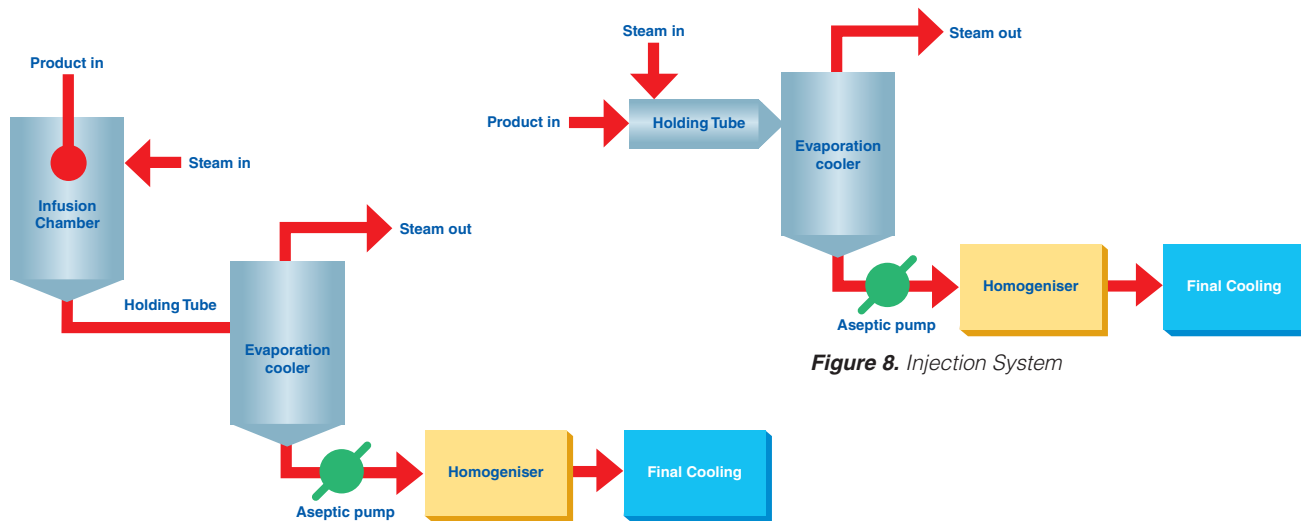 Product in
Steam in
Infusion
Chamber
Steam out
Holding Tube
Evaporation
cooler
Aseptic pump
Homogeniser
Final Cooling
Steam in
Product in
Holding Tube
Steam out
Evaporation
cooler
Aseptic pump
Homogeniser
Final Cooling
Figure 8. Injection System